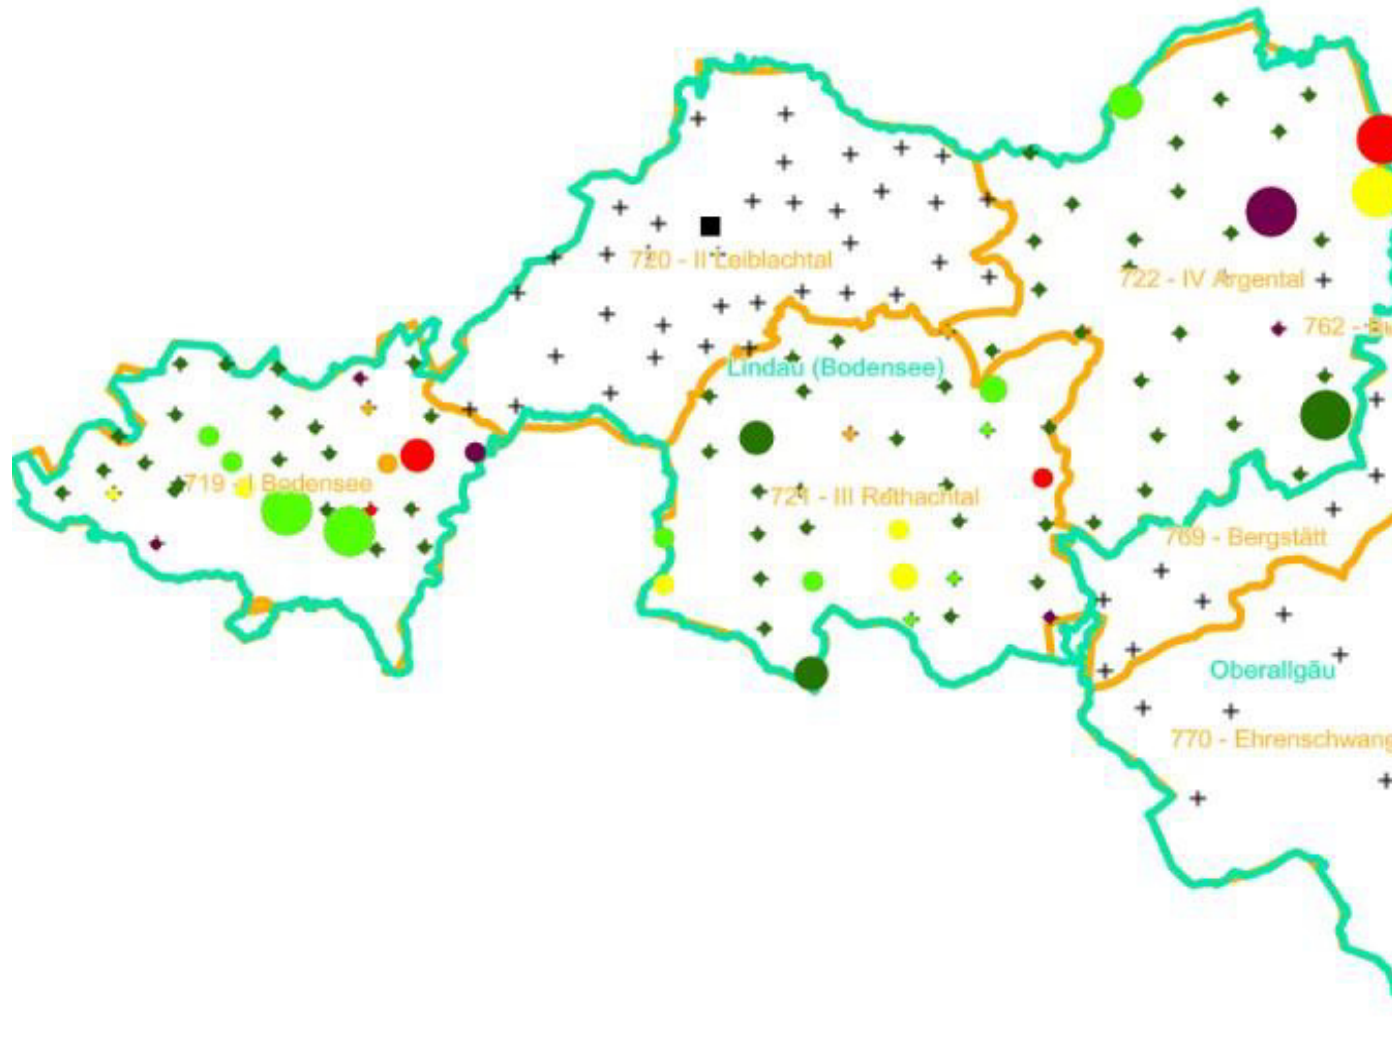 720 - II Leiblachtal
722 - IV Argental
762 - B
Lindau (Bodensee)
719 - I Bodensee
721 - III Rothachtal
769 - Bergstätt
Oberallgäu
770 - Ehrenschwang